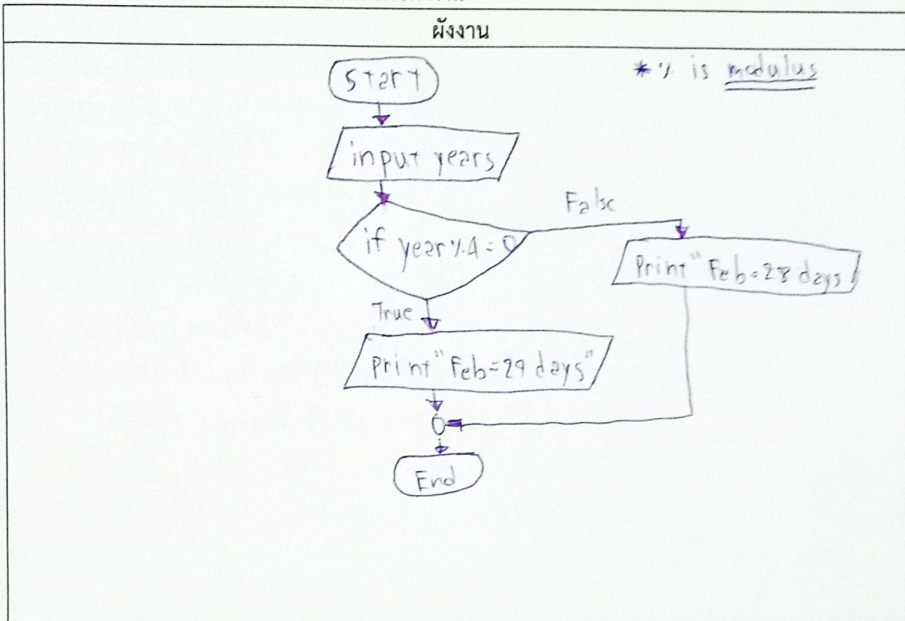 ผังงาน
Start
* % is modulus
input years
if year%4=0
False
Print "Feb=28 days
True
Print "Feb=29 days"
End